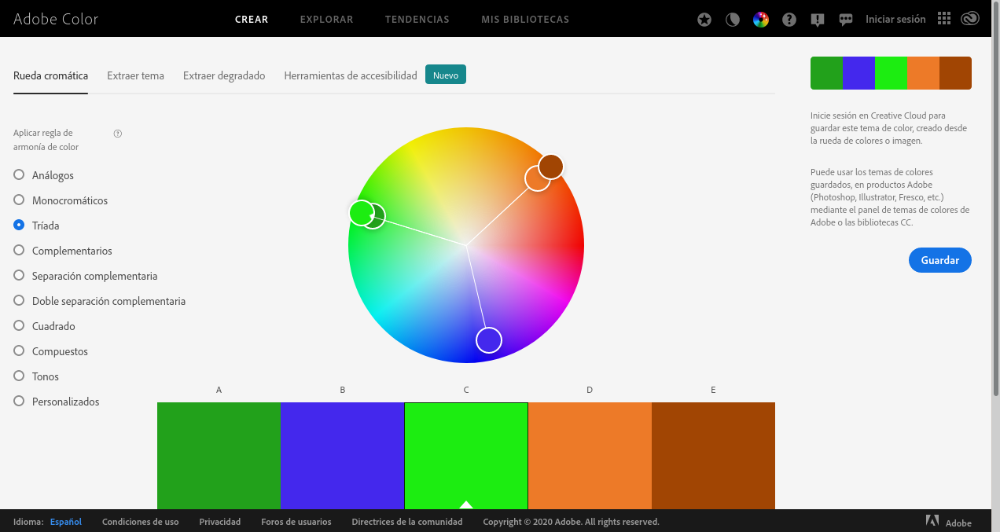 Adobe Color
CREAR
EXPLORAR
TENDENCIAS
MIS BIBLIOTECAS
Iniciar sesión
Rueda cromática
Extraer tema
Extraer degradado
Herramientas de accesibilidad
Nuevo
Aplicar regla de
armonía de color
Análogos
Monocromáticos
Tríada
Complementarios
Separación complementaria
Doble separación complementaria
Cuadrado
Compuestos
Tonos
Personalizados
A
B
C
D
E
Inicie sesión en Creative Cloud para
guardar este tema de color, creado desde
la rueda de colores o imagen.
Puede usar los temas de colores
guardados, en productos Adobe
(Photoshop, Illustrator, Fresco, etc.)
mediante el panel de temas de colores de
Adobe o las bibliotecas CC.
Guardar
Idioma: Español
Condiciones de uso
Privacidad
Foros de usuarios
Directrices de la comunidad
Copyright © 2020 Adobe. All rights reserved.
Adobe